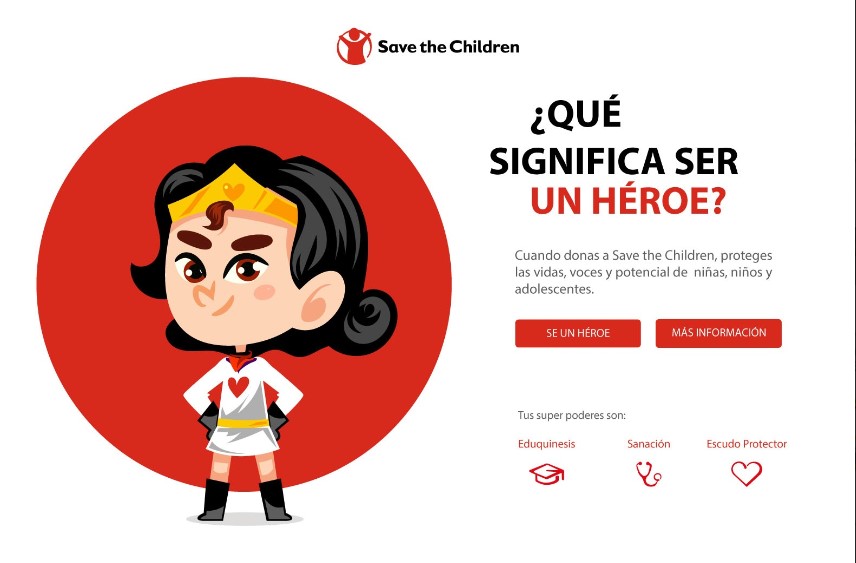 Save the Children
¿QUÉ
SIGNIFICA SER
UN HÉROE?
Cuando donas a Save the Children, proteges
las vidas, voces y potencial de niñas, niños y
adolescentes.
SE UN HÉROE
MÁS INFORMACIÓN
Tus super poderes son:
Eduquinesis
Sanación
Escudo Protector